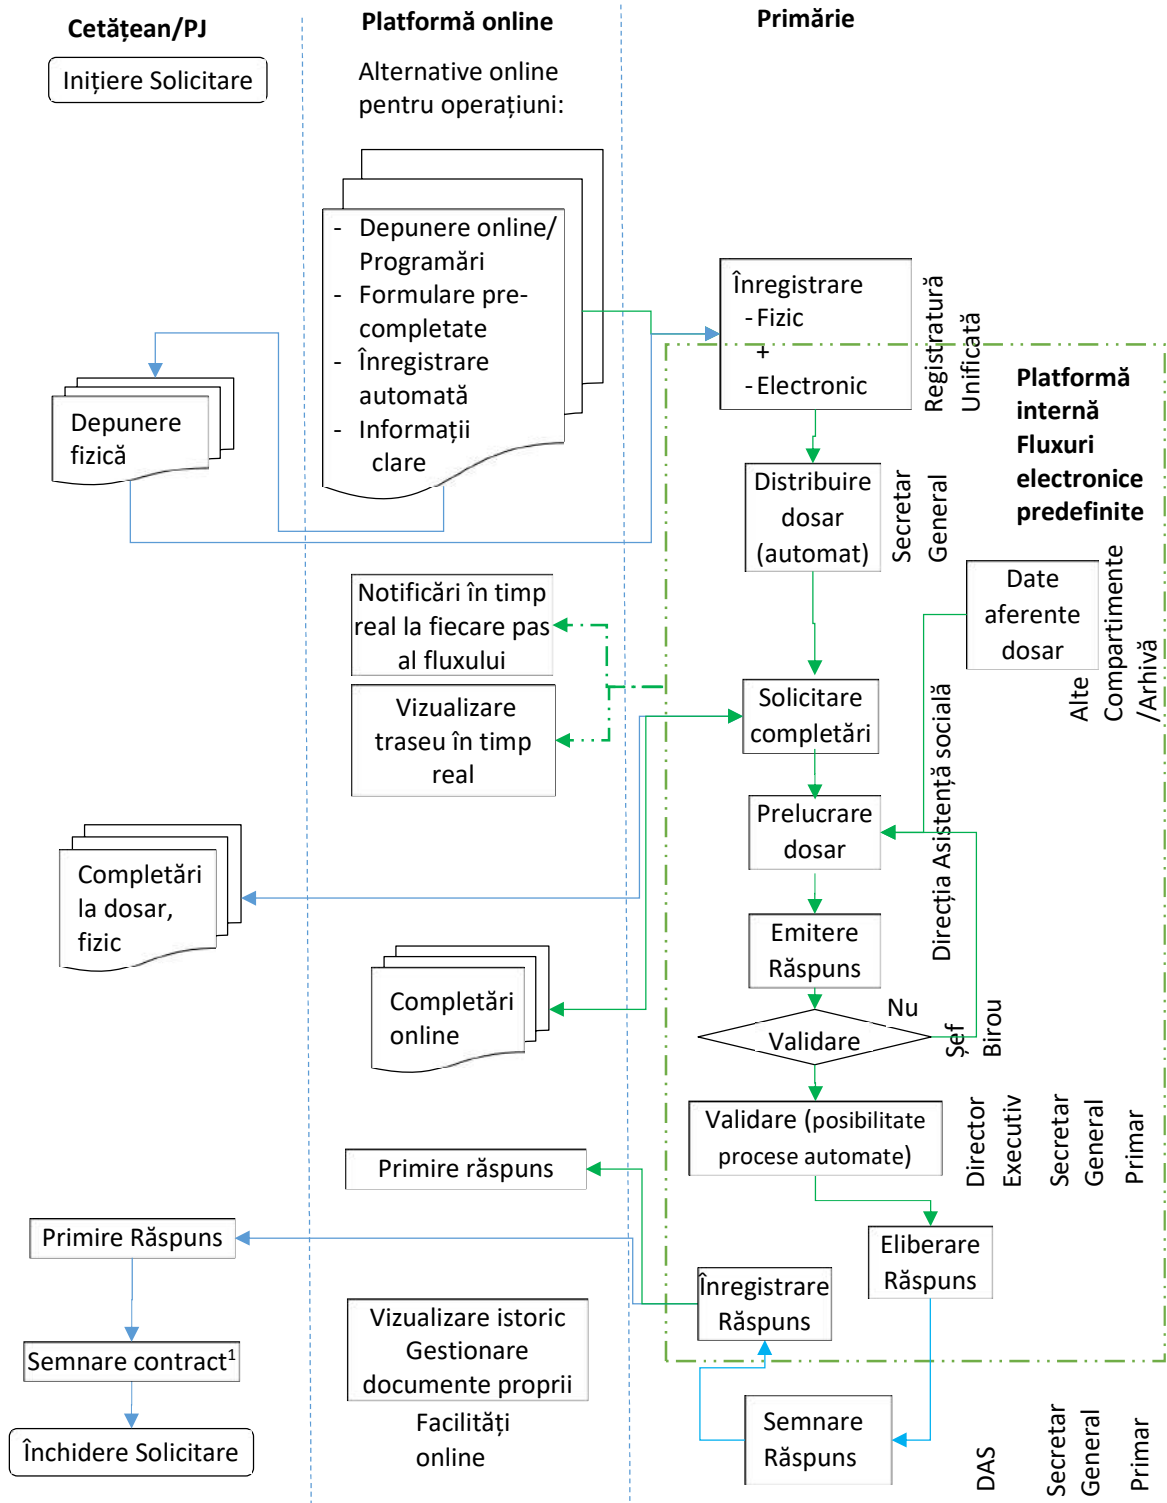 Cetățean/PJ
Platformă online
Primărie
Inițiere Solicitare
Alternative online
pentru operațiuni:
- Depunere online/
Programări
- Formulare pre-
completate
- Înregistrare
automată
- Informații
clare
Înregistrare
- Fizic
+
- Electronic
Registratură
Unificată
Platformă
internă
Fluxuri
electronice
predefinite
Depunere
fizică
Distribuire
dosar
(automat)
Secretar
General
Date
aferente
dosar
Alte
Compartimente
/Arhivă
Notificări în timp
real la fiecare pas
al fluxului
Vizualizare
traseu în timp
real
Solicitare
completări
Direcția Asistență socială
Prelucrare
dosar
Completări
la dosar,
fizic
Emitere
Răspuns
Completări
online
Nu
Validare
Șef
Birou
Validare (posibilitate
procese automate)
Director
Executiv
Secretar
General
Primar
Primire răspuns
Primire Răspuns
Eliberare
Răspuns
Înregistrare
Răspuns
Vizualizare istoric
Gestionare
documente proprii
Semnare contract¹
Facilități
online
Semnare
Răspuns
Închidere Solicitare
DAS
Secretar
General
Primar